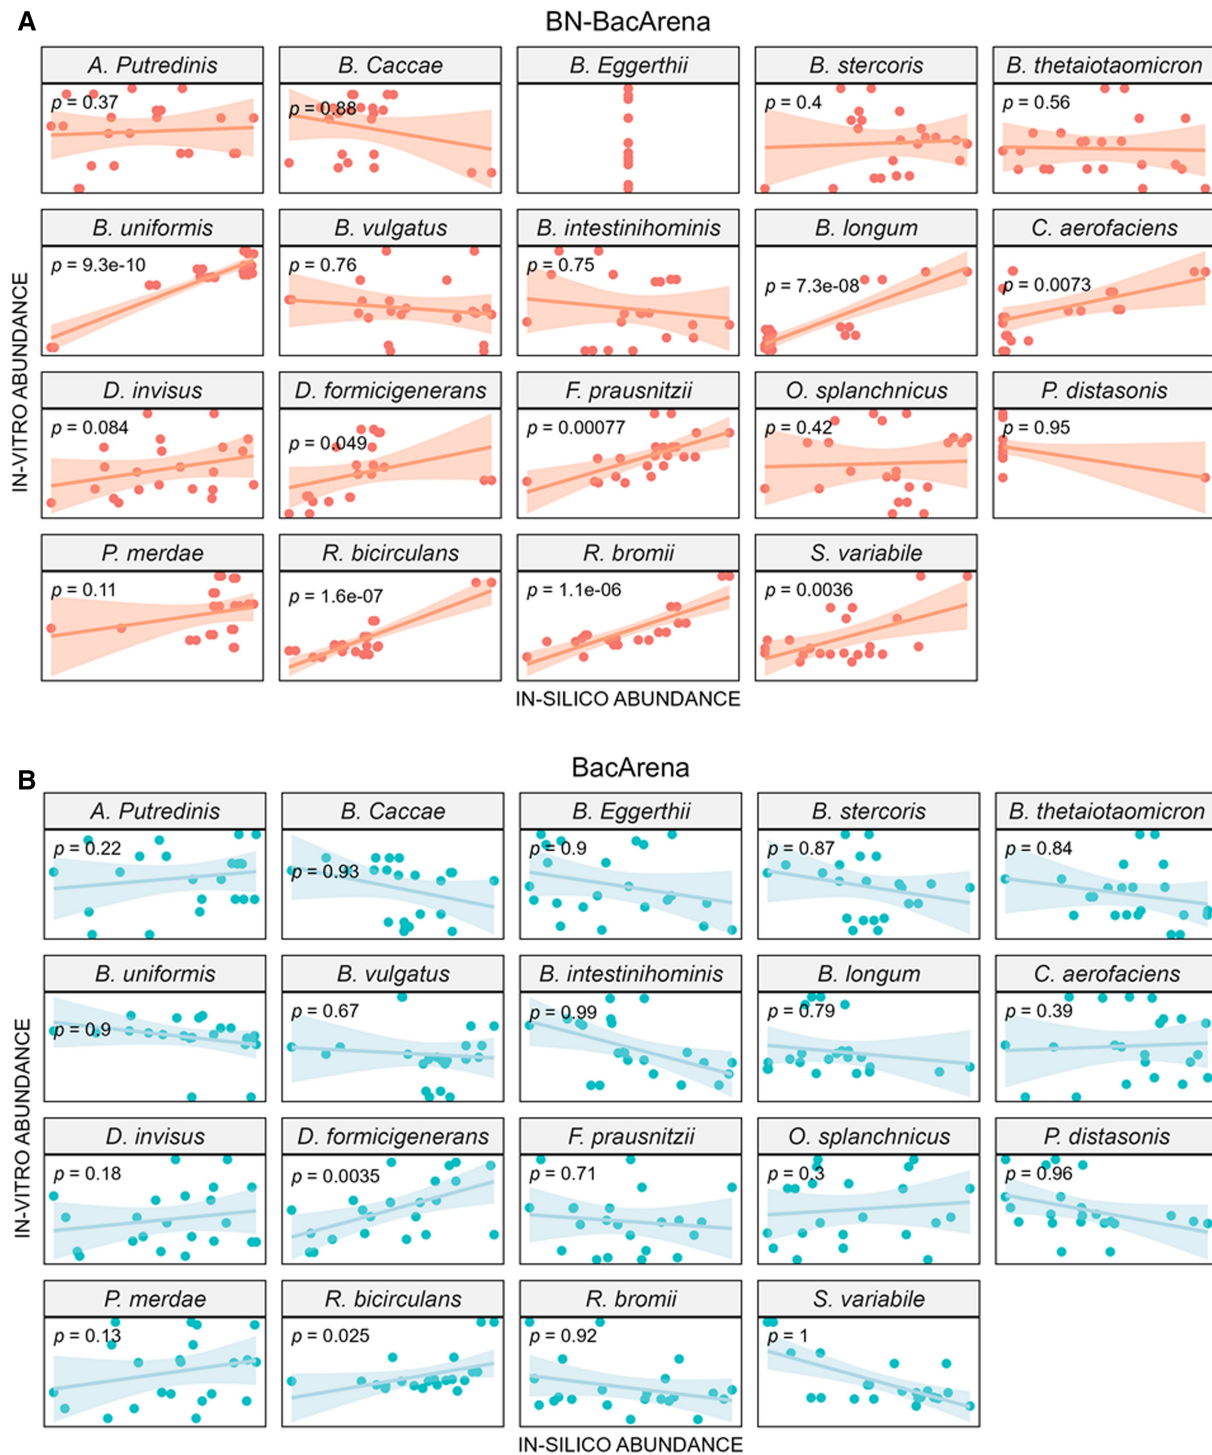 A
BN-BacArena
A. Putredinis
B. Caccae
B. Eggerthii
B. stercoris
B. thetaiotaomicron
p = 0.37
p = 0.88
p = 0.4
p = 0.56
B. uniformis
B. vulgatus
B. intestinihominis
B. longum
C. aerofaciens
p = 9.3e-10
p = 0.76
p = 0.75
p = 7.3e-08
p = 0.0073
D. invisus
D. formicigenerans
F. prausnitzii
O. splanchnicus
P. distasonis
p = 0.084
p = 0.049
p = 0.00077
p = 0.42
p = 0.95
P. merdae
R. bicirculans
R. bromii
S. variabile
p = 0.11
p = 1.6e-07
p = 1.1e-06
p = 0.0036
IN-VITRO ABUNDANCE
IN-SILICO ABUNDANCE
B
BacArena
A. Putredinis
B. Caccae
B. Eggerthii
B. stercoris
B. thetaiotaomicron
p = 0.22
p = 0.93
p = 0.9
p = 0.87
p = 0.84
B. uniformis
B. vulgatus
B. intestinihominis
B. longum
C. aerofaciens
p = 0.9
p = 0.67
p = 0.99
p = 0.79
p = 0.39
D. invisus
D. formicigenerans
F. prausnitzii
O. splanchnicus
P. distasonis
p = 0.18
p = 0.0035
p = 0.71
p = 0.3
p = 0.96
P. merdae
R. bicirculans
R. bromii
S. variabile
p = 0.13
p = 0.025
p = 0.92
p = 1
IN-VITRO ABUNDANCE
IN-SILICO ABUNDANCE